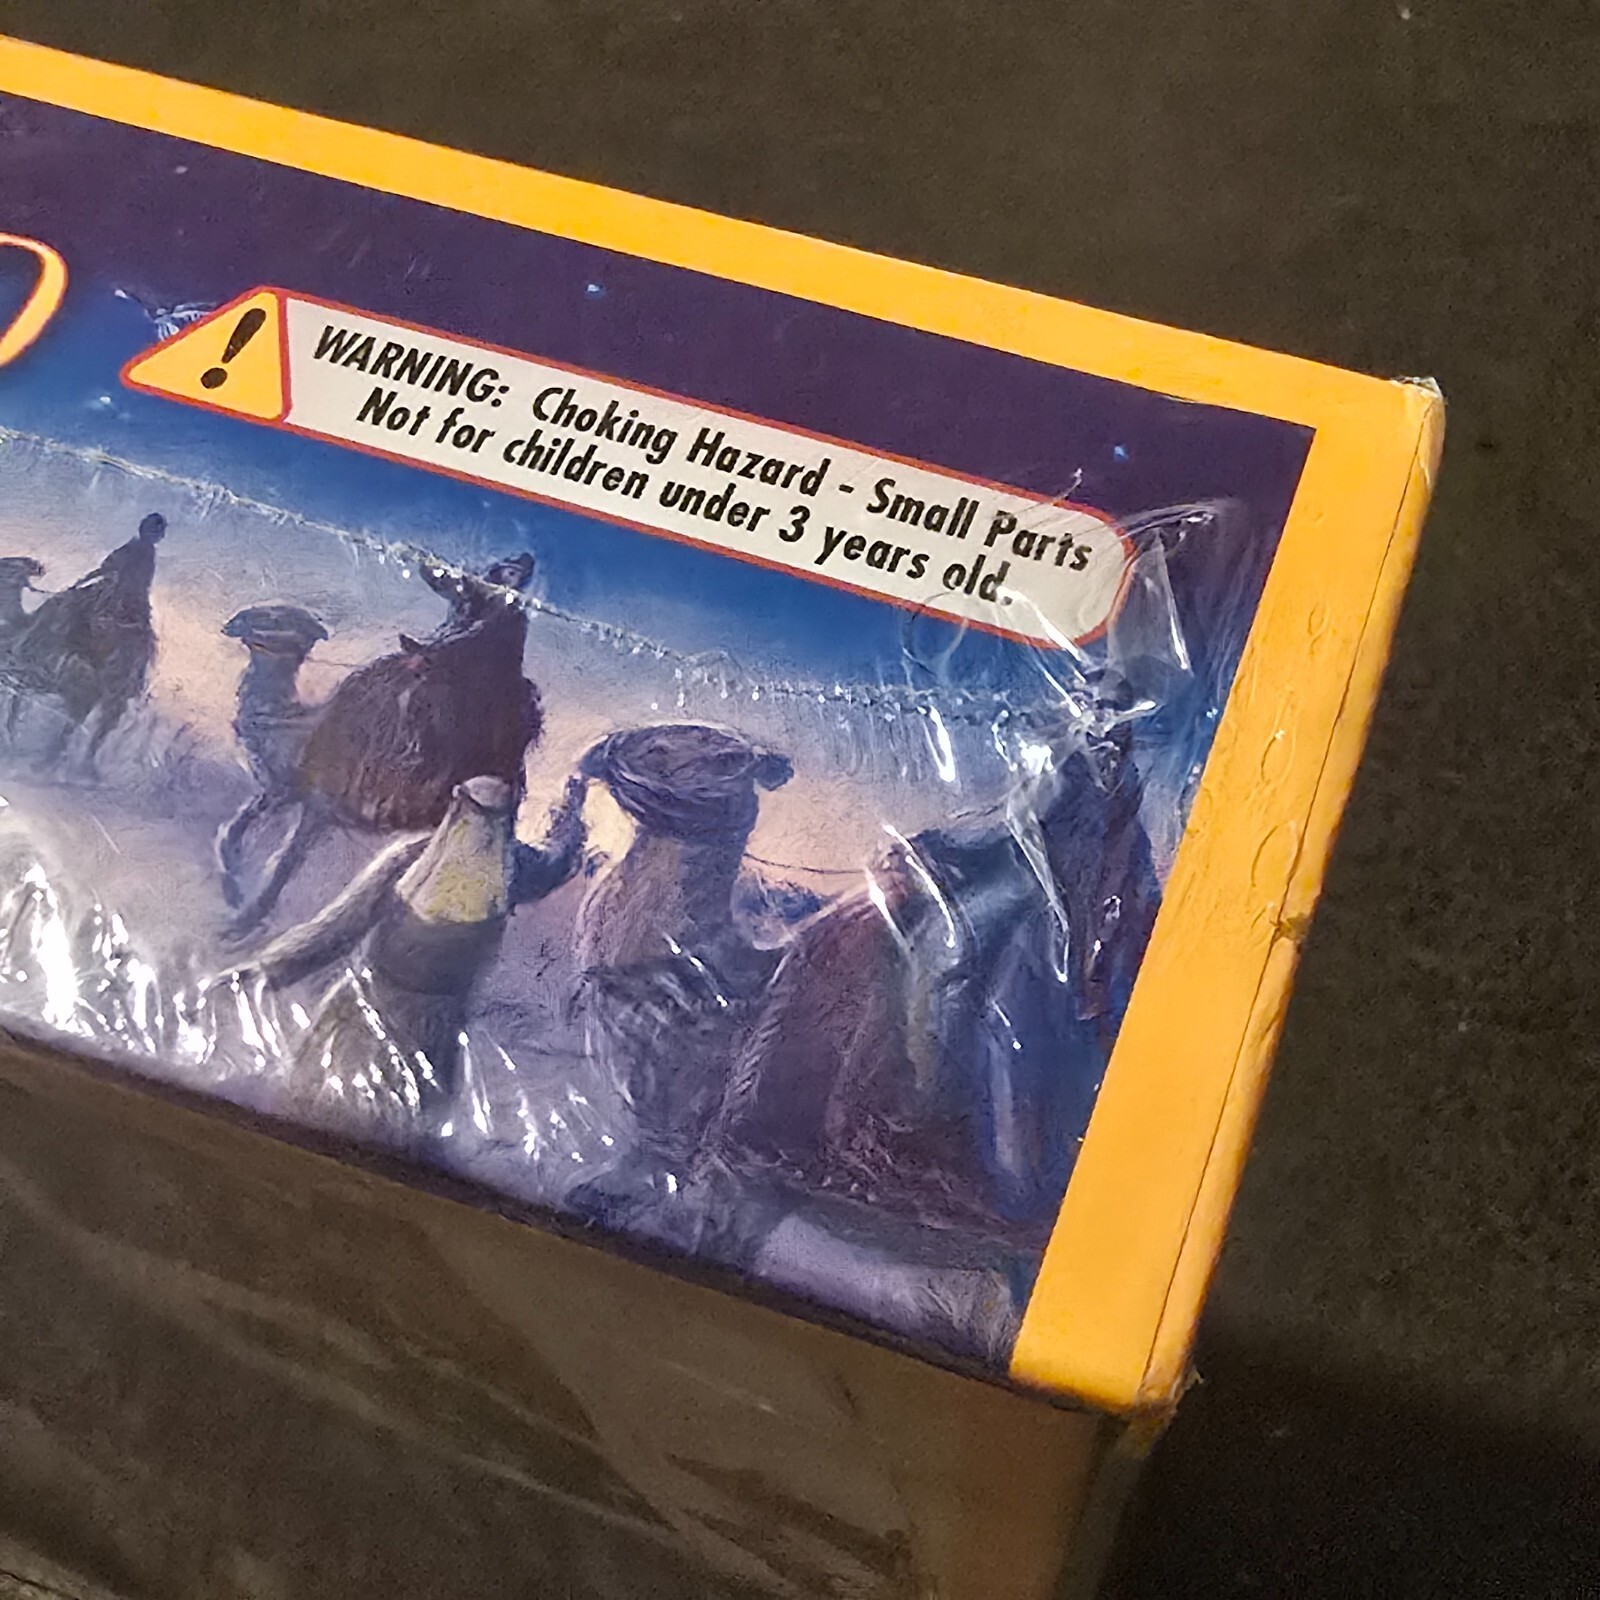 WARNING: Choking Hazard - Small Parts
Not for children under 3 years old.